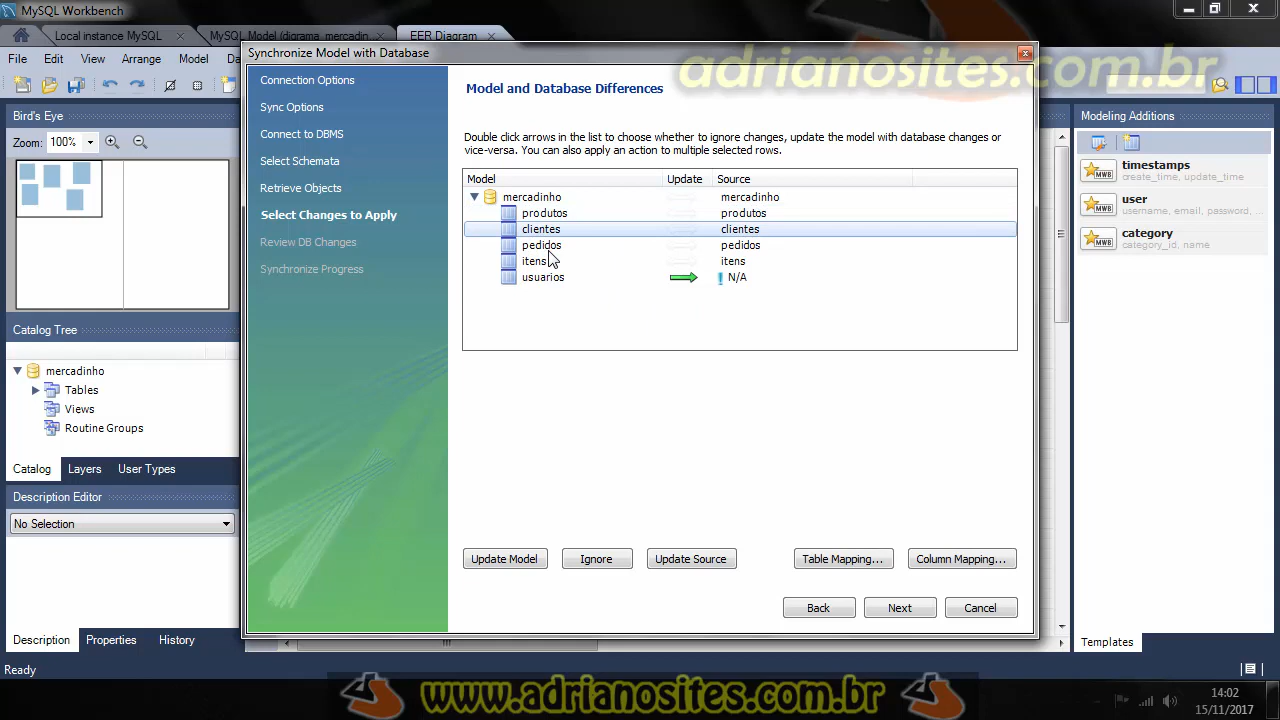 MySQL Workbench
Local instance MySQL
MySQL Model (digrama_mercadin...
EER Diagram
File Edit View Arrange Model Da
Synchronize Model with Database
adrianosites.com.br
Bird's Eye
Zoom: 100%
Catalog Tree
mercadinho
Tables
Views
Routine Groups
Catalog Layers User Types
Description Editor
No Selection
Description Properties History
Ready
Connection Options
Sync Options
Connect to DBMS
Select Schemata
Retrieve Objects
Select Changes to Apply
Review DB Changes
Synchronize Progress
Model and Database Differences
Double click arrows in the list to choose whether to ignore changes, update the model with database changes or
vice-versa. You can also apply an action to multiple selected rows.
Model Update Source
mercadinho mercadinho
produtos produtos
clientes clientes
pedidos pedidos
itens itens
usuarios N/A
Update Model Ignore Update Source Table Mapping... Column Mapping...
Back Next Cancel
Modeling Additions
MWB
timestamps
create_time, update_time
MWB
user
username, email, password, ...
MWB
category
category_id, name
Templates
www.adrianosites.com.br
14:02
15/11/2017